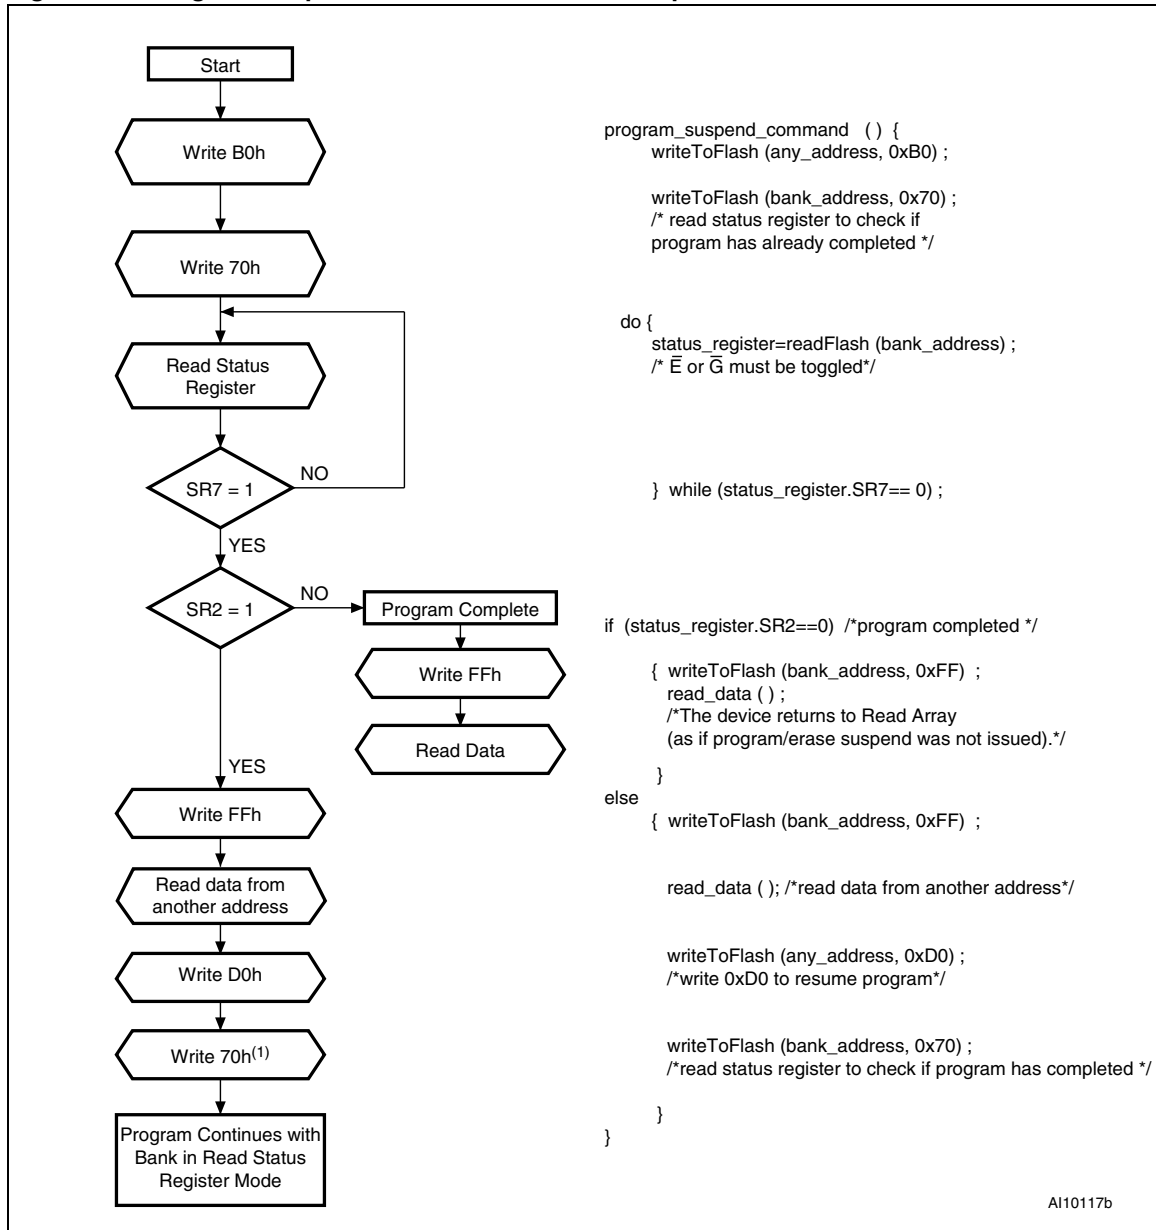 Start
Write B0h
Write 70h
Read Status
Register
NO
SR7 = 1
YES
NO
SR2 = 1
Program Complete
Write FFh
Read Data
YES
Write FFh
Read data from
another address
Write D0h
Write 70h(1)
Program Continues with
Bank in Read Status
Register Mode
program_suspend_command ( ) {
writeToFlash (any_address, 0xB0) ;
writeToFlash (bank_address, 0x70) ;
/* read status register to check if
program has already completed */
do {
status_register=readFlash (bank_address) ;
/* E̅ or G̅ must be toggled*/
} while (status_register.SR7== 0) ;
if (status_register.SR2==0) /*program completed */
{ writeToFlash (bank_address, 0xFF) ;
read_data ( ) ;
/*The device returns to Read Array
(as if program/erase suspend was not issued).*/
}
else
{ writeToFlash (bank_address, 0xFF) ;
read_data ( ); /*read data from another address*/
writeToFlash (any_address, 0xD0) ;
/*write 0xD0 to resume program*/
writeToFlash (bank_address, 0x70) ;
/*read status register to check if program has completed */
}
}
AI10117b